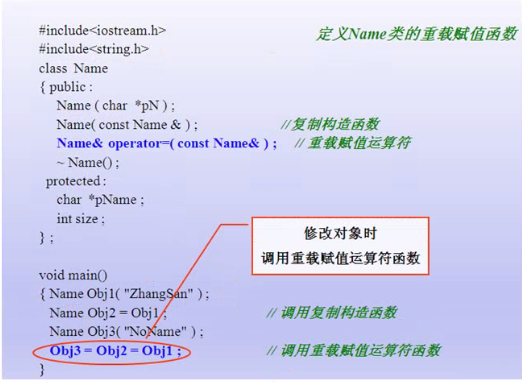 定义Name类的重载赋值函数
#include<iostream.h>
#include<string.h>
class Name
{ public :
Name ( char *pN ) ;
Name( const Name & ) ; //复制构造函数
Name& operator=( const Name& ) ; // 重载赋值运算符
~ Name() ;
protected :
char *pName ;
int size ;
} ;
修改对象时
调用重载赋值运算符函数
void main()
{ Name Obj1( "ZhangSan" ) ;
Name Obj2 = Obj1 ; // 调用复制构造函数
Name Obj3( "NoName" ) ;
Obj3 = Obj2 = Obj1 ; // 调用重载赋值运算符函数
}